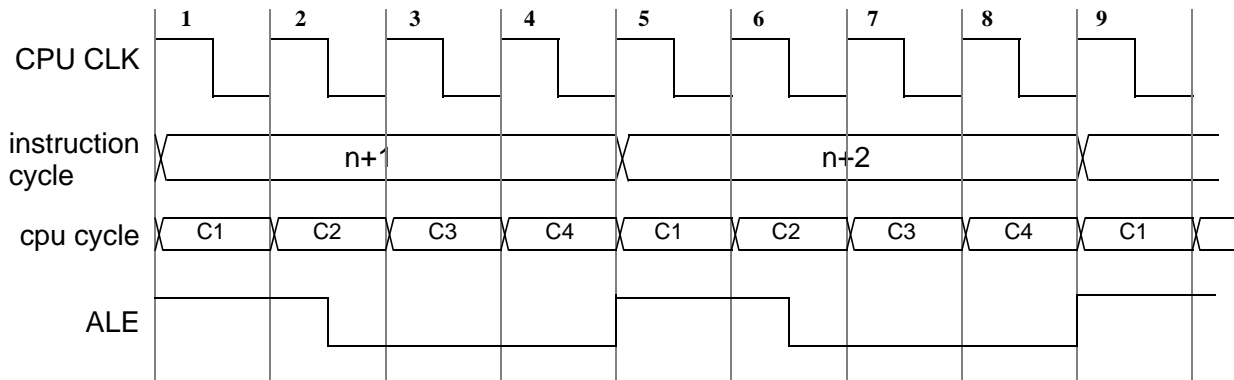 1 2 3 4 5 6 7 8 9
CPU CLK
instruction
cycle
n+1 n+2
cpu cycle
C1 C2 C3 C4 C1 C2 C3 C4 C1
ALE